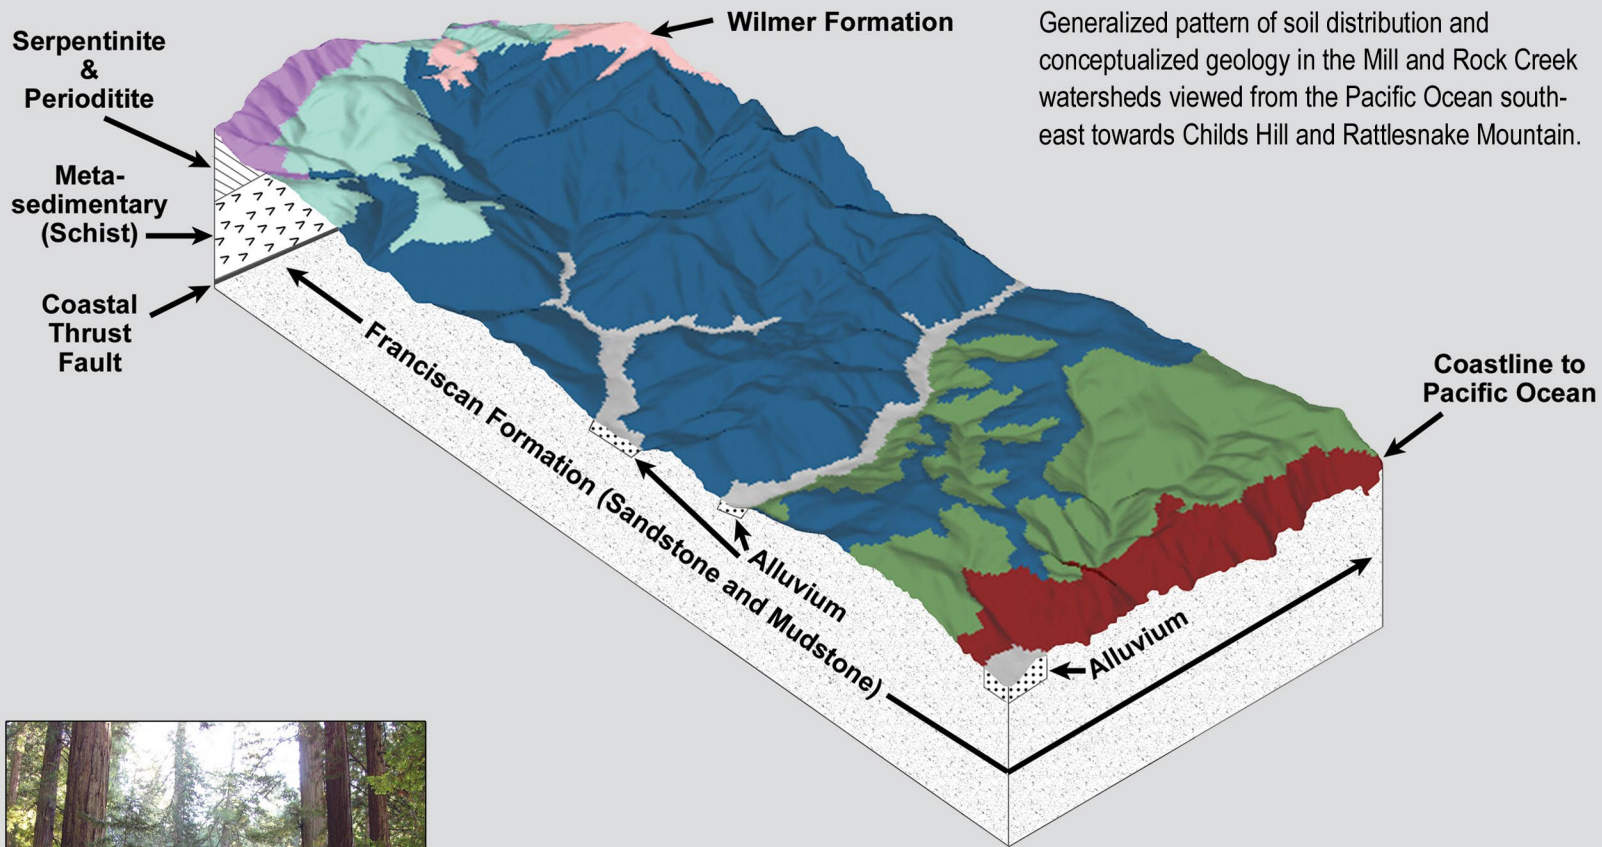 Wilmer Formation
Generalized pattern of soil distribution and
conceptualized geology in the Mill and Rock Creek
watersheds viewed from the Pacific Ocean south-
east towards Childs Hill and Rattlesnake Mountain.
Serpentinite
&
Perioditite
Meta-
sedimentary
(Schist)
Coastal
Thrust
Fault
Franciscan Formation (Sandstone and Mudstone)
Alluvium
Alluvium
Coastline to
Pacific Ocean